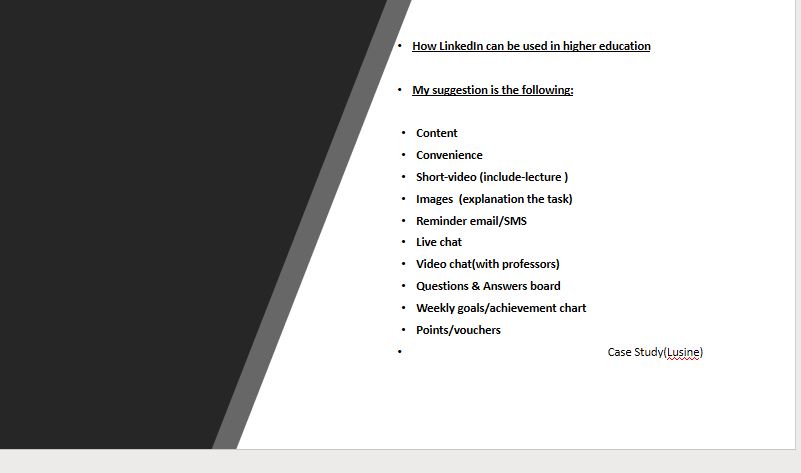 • How LinkedIn can be used in higher education
• My suggestion is the following:
• Content
• Convenience
• Short-video (include-lecture )
• Images  (explanation the task)
• Reminder email/SMS
• Live chat
• Video chat(with professors)
• Questions & Answers board
• Weekly goals/achievement chart
• Points/vouchers
• Case Study(Lusine)